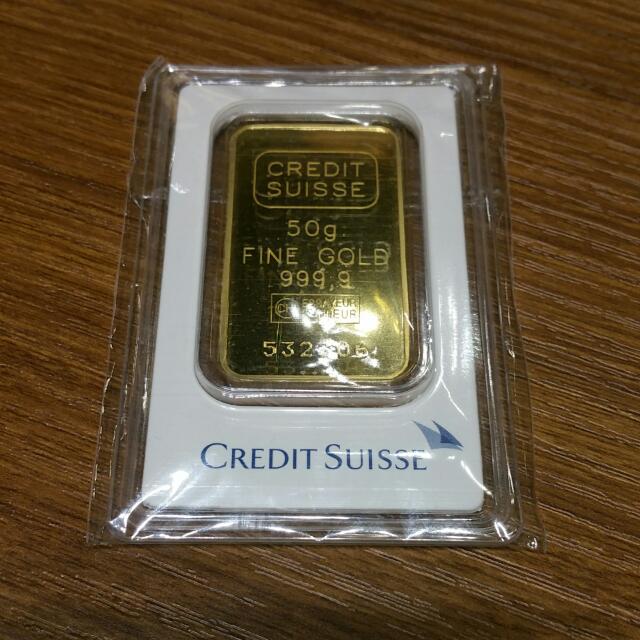 CREDIT
SUISSE
50g
FINE GOLD
999,9
CREDIT SUISSE